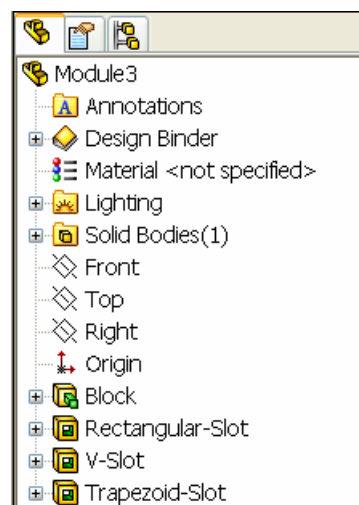 Module3
A Annotations
Design Binder
Material <not specified>
Lighting
Solid Bodies(1)
Front
Top
Right
Origin
Block
Rectangular-Slot
V-Slot
Trapezoid-Slot